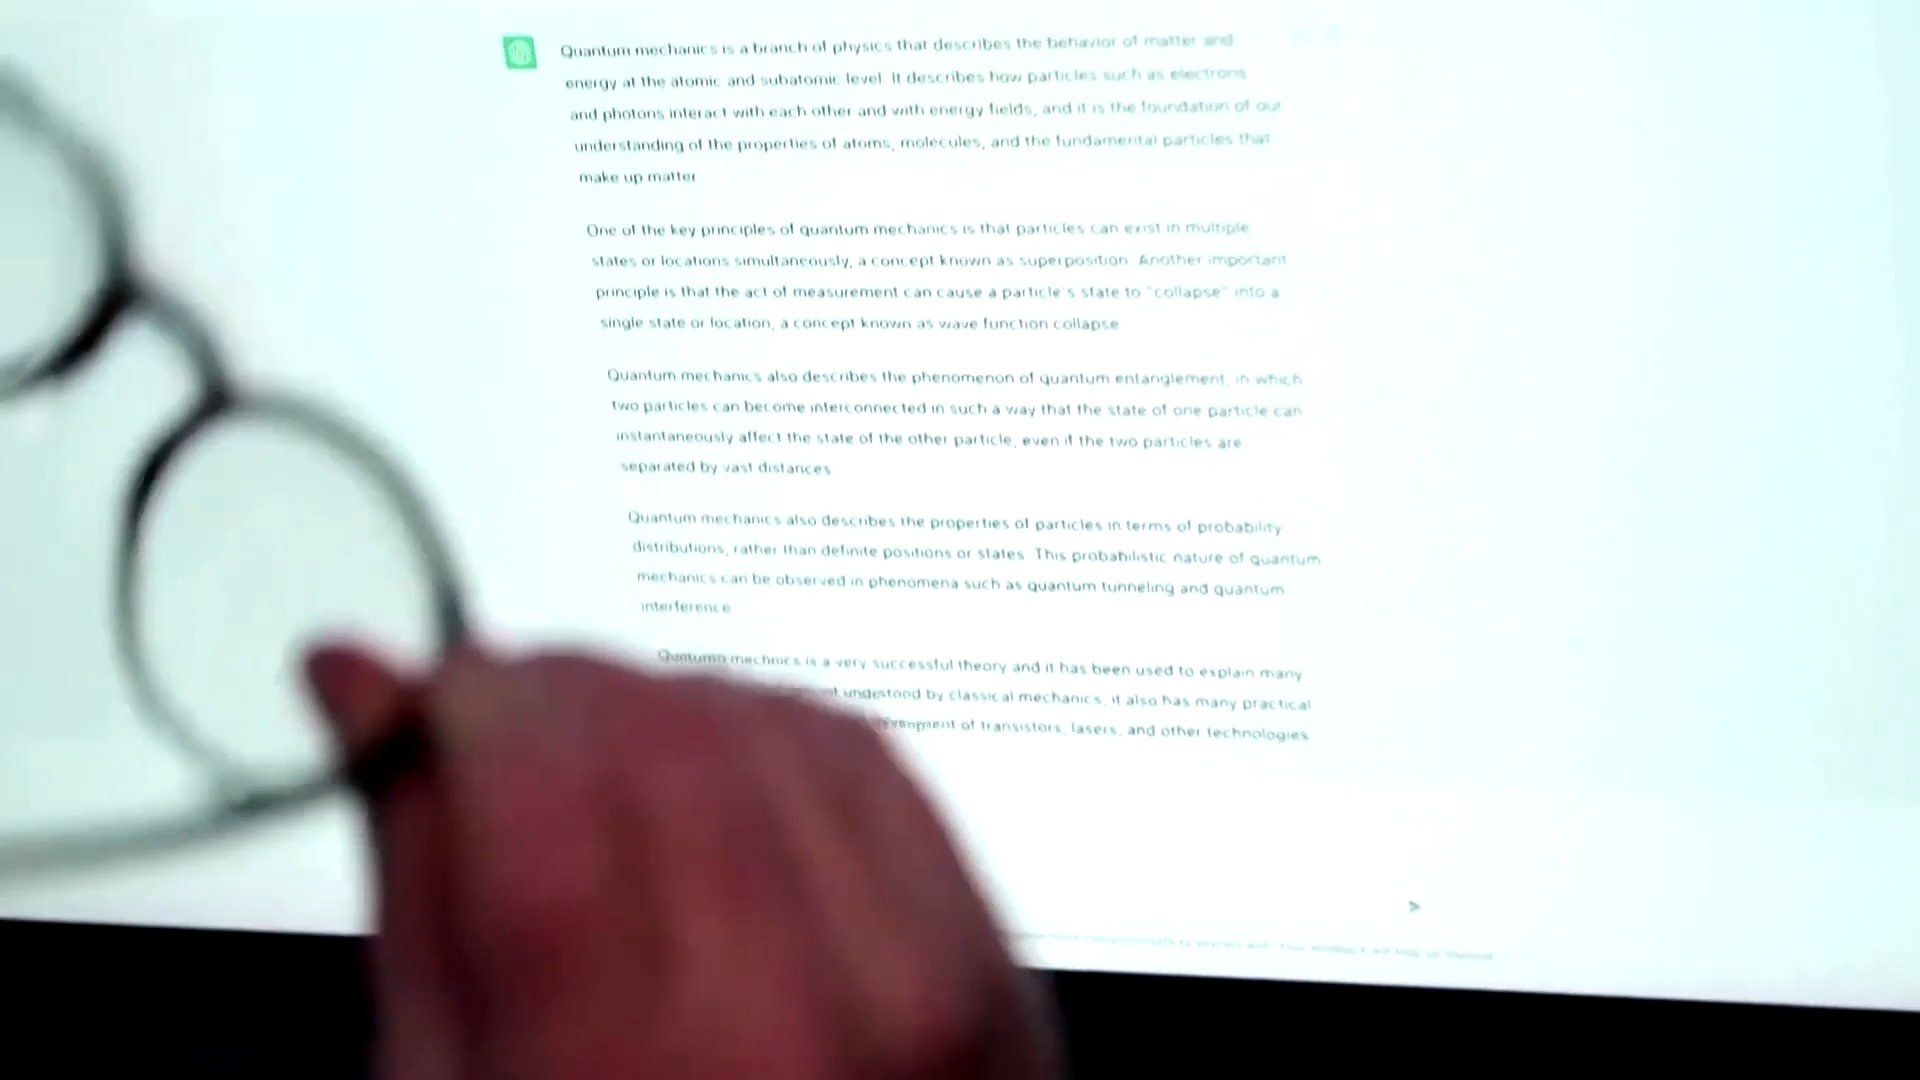 Quantum mechanics is a branch of physics that describes the behavior of matter and
energy at the atomic and subatomic level. It describes how particles such as electrons
and photons interact with each other and with energy fields, and it is the foundation of our
understanding of the properties of atoms, molecules, and the fundamental particles that
make up matter
One of the key principles of quantum mechanics is that particles can exist in multiple
states or locations simultaneously, a concept known as superposition. Another important
principle is that the act of measurement can cause a particle's state to "collapse" into a
single state or location, a concept known as wave function collapse
Quantum mechanics also describes the phenomenon of quantum entanglement, in which
two particles can become interconnected in such a way that the state of one particle can
instantaneously affect the state of the other particle, even if the two particles are
separated by vast distances
Quantum mechanics also describes the properties of particles in terms of probability
distributions, rather than definite positions or states. This probabilistic nature of quantum
mechanics can be observed in phenomena such as quantum tunneling and quantum
interference
mechnics is a very successful theory and it has been used to explain many
undestood by classical mechanics, it also has many practical
of transistors, lasers, and other technologies